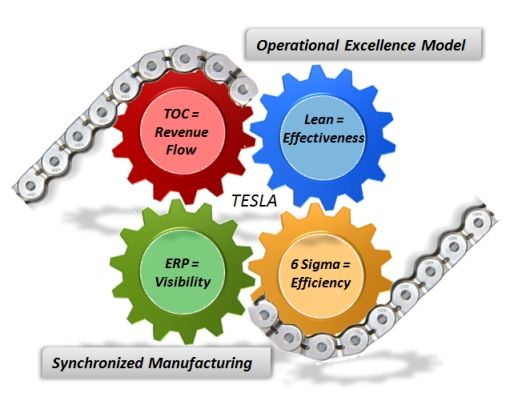 Operational Excellence Model
TOC =
Revenue
Flow
Lean =
Effectiveness
TESLA
ERP =
Visibility
6 Sigma =
Efficiency
Synchronized Manufacturing